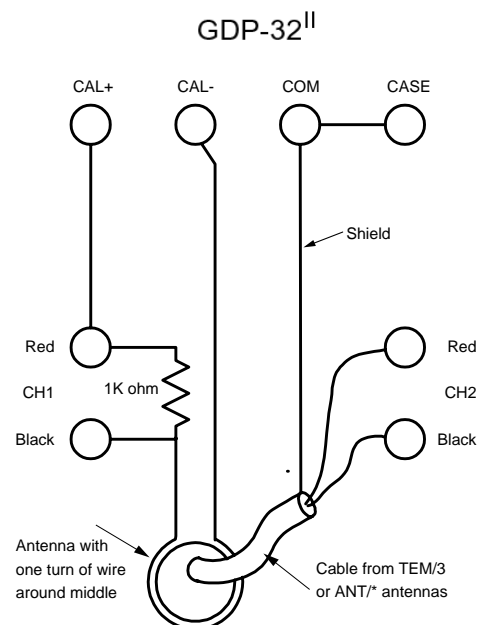 GDP-32II
CAL+ CAL- COM CASE
Shield
Red Red
CH1 1K ohm CH2
Black Black
Antenna with
one turn of wire
around middle
Cable from TEM/3
or ANT/* antennas